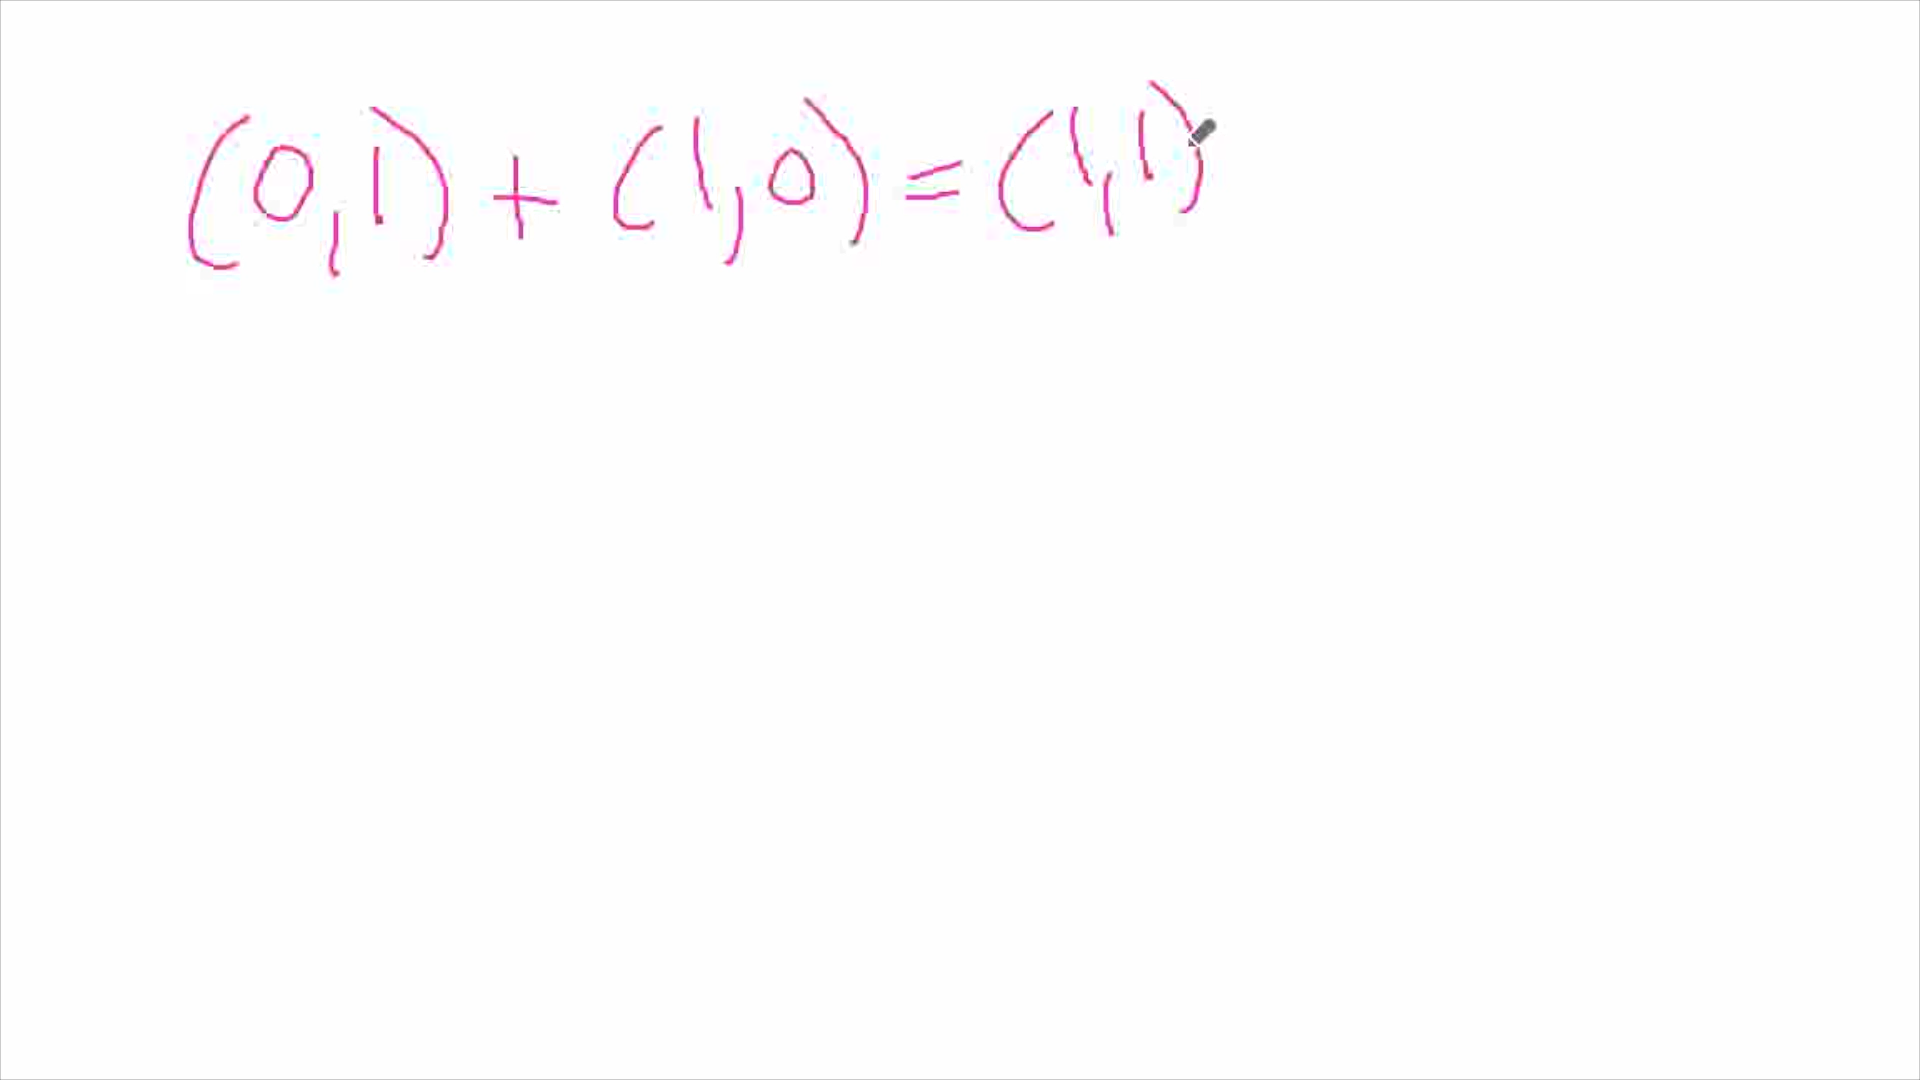 (0,1) + (1,0) = (1,1)